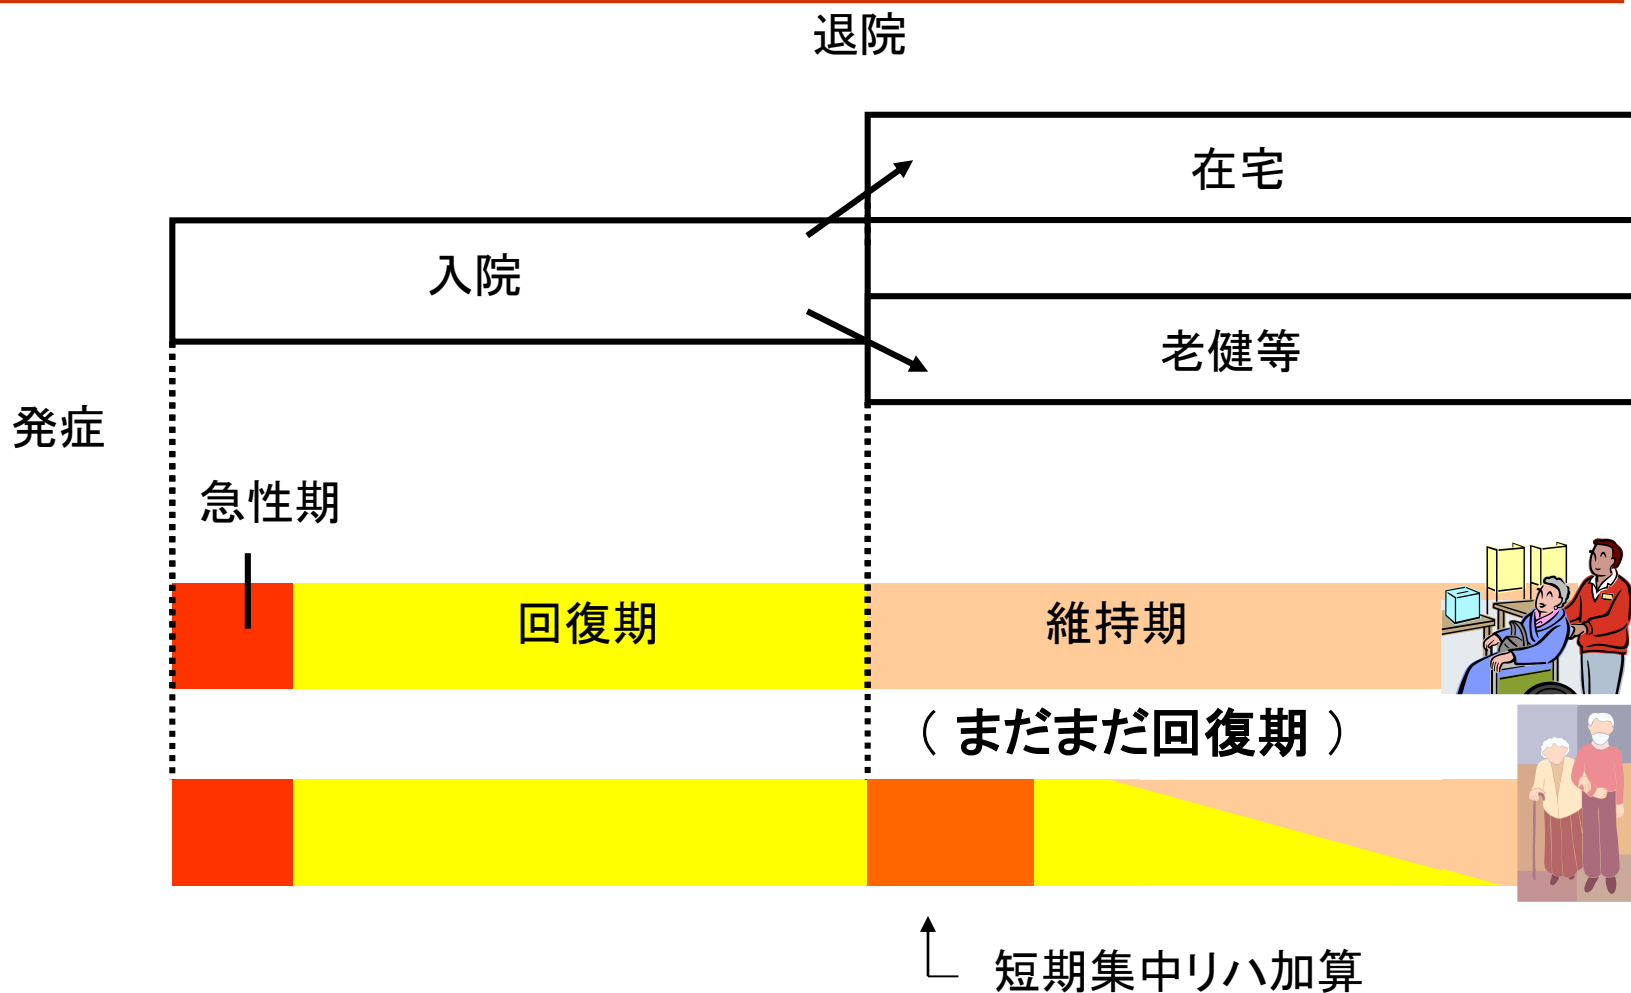 退院
在宅
入院
老健等
発症
急性期
回復期
維持期
（ まだまだ回復期 ）
短期集中リハ加算